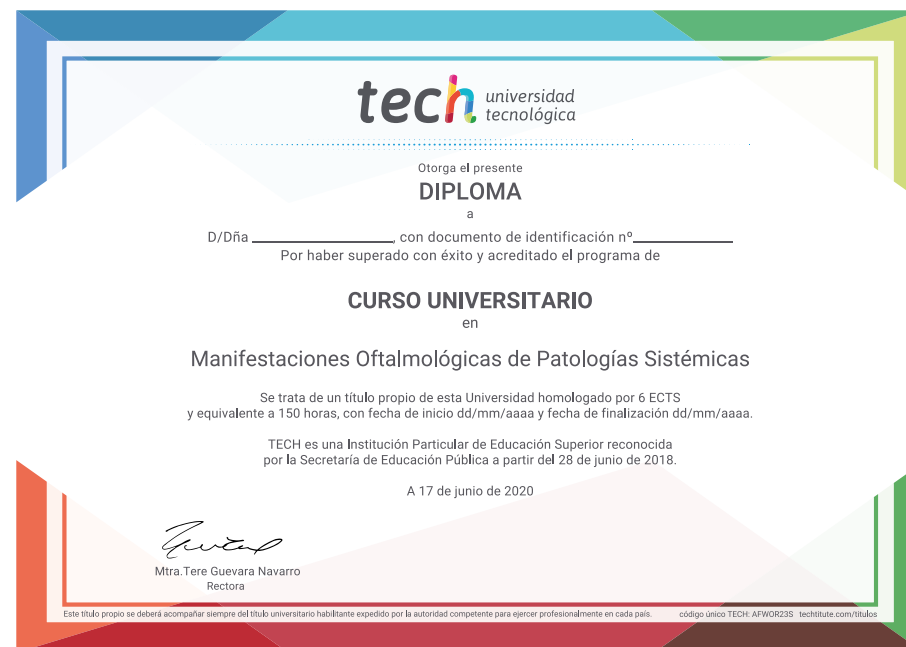 tech universidad
tecnológica
Otorga el presente
DIPLOMA
a
D/Dña ____________________, con documento de identificación nº______________
Por haber superado con éxito y acreditado el programa de
CURSO UNIVERSITARIO
en
Manifestaciones Oftalmológicas de Patologías Sistémicas
Se trata de un título propio de esta Universidad homologado por 6 ECTS
y equivalente a 150 horas, con fecha de inicio dd/mm/aaaa y fecha de finalización dd/mm/aaaa.
TECH es una Institución Particular de Educación Superior reconocida
por la Secretaría de Educación Pública a partir del 28 de junio de 2018.
A 17 de junio de 2020
Mtra.Tere Guevara Navarro
Rectora
Este título propio se deberá acompañar siempre del título universitario habilitante expedido por la autoridad competente para ejercer profesionalmente en cada país. código único TECH: AFWOR23S techtitute.com/títulos